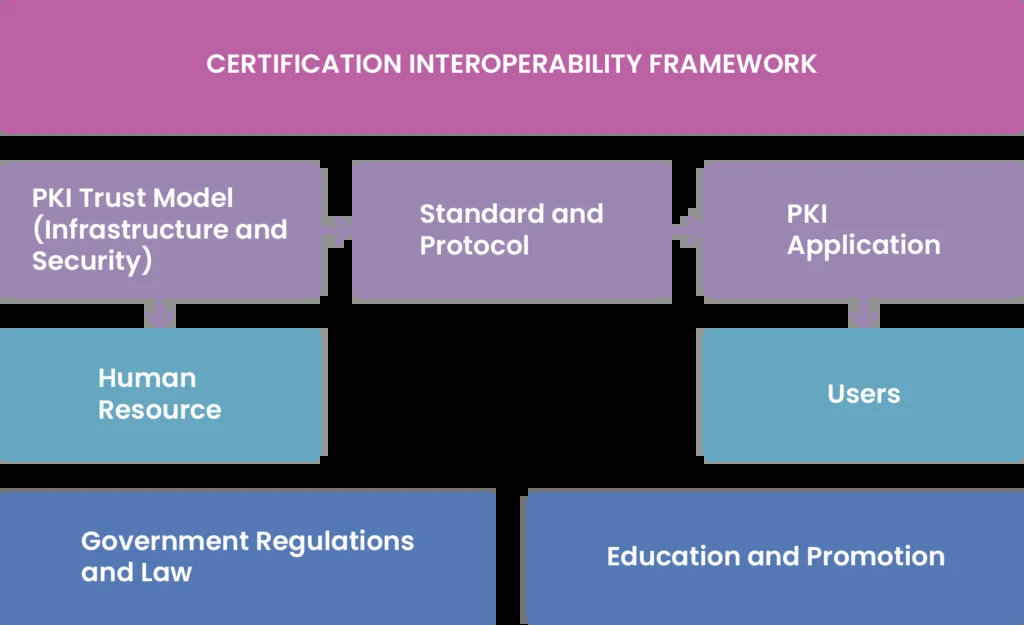 CERTIFICATION INTEROPERABILITY FRAMEWORK
PKI Trust Model
(Infrastructure and
Security)
Standard and
Protocol
PKI
Application
Human
Resource
Users
Government Regulations
and Law
Education and Promotion